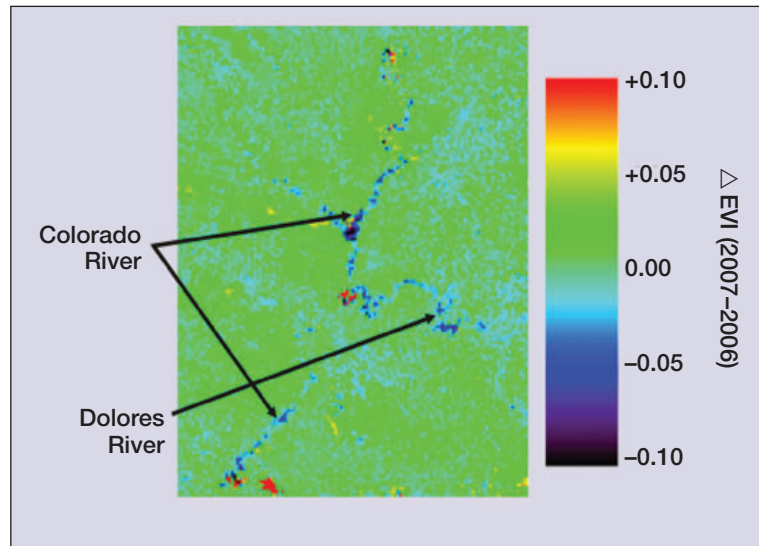 Colorado
River
Dolores
River
+0.10
+0.05
0.00
−0.05
−0.10
△ EVI (2007–2006)